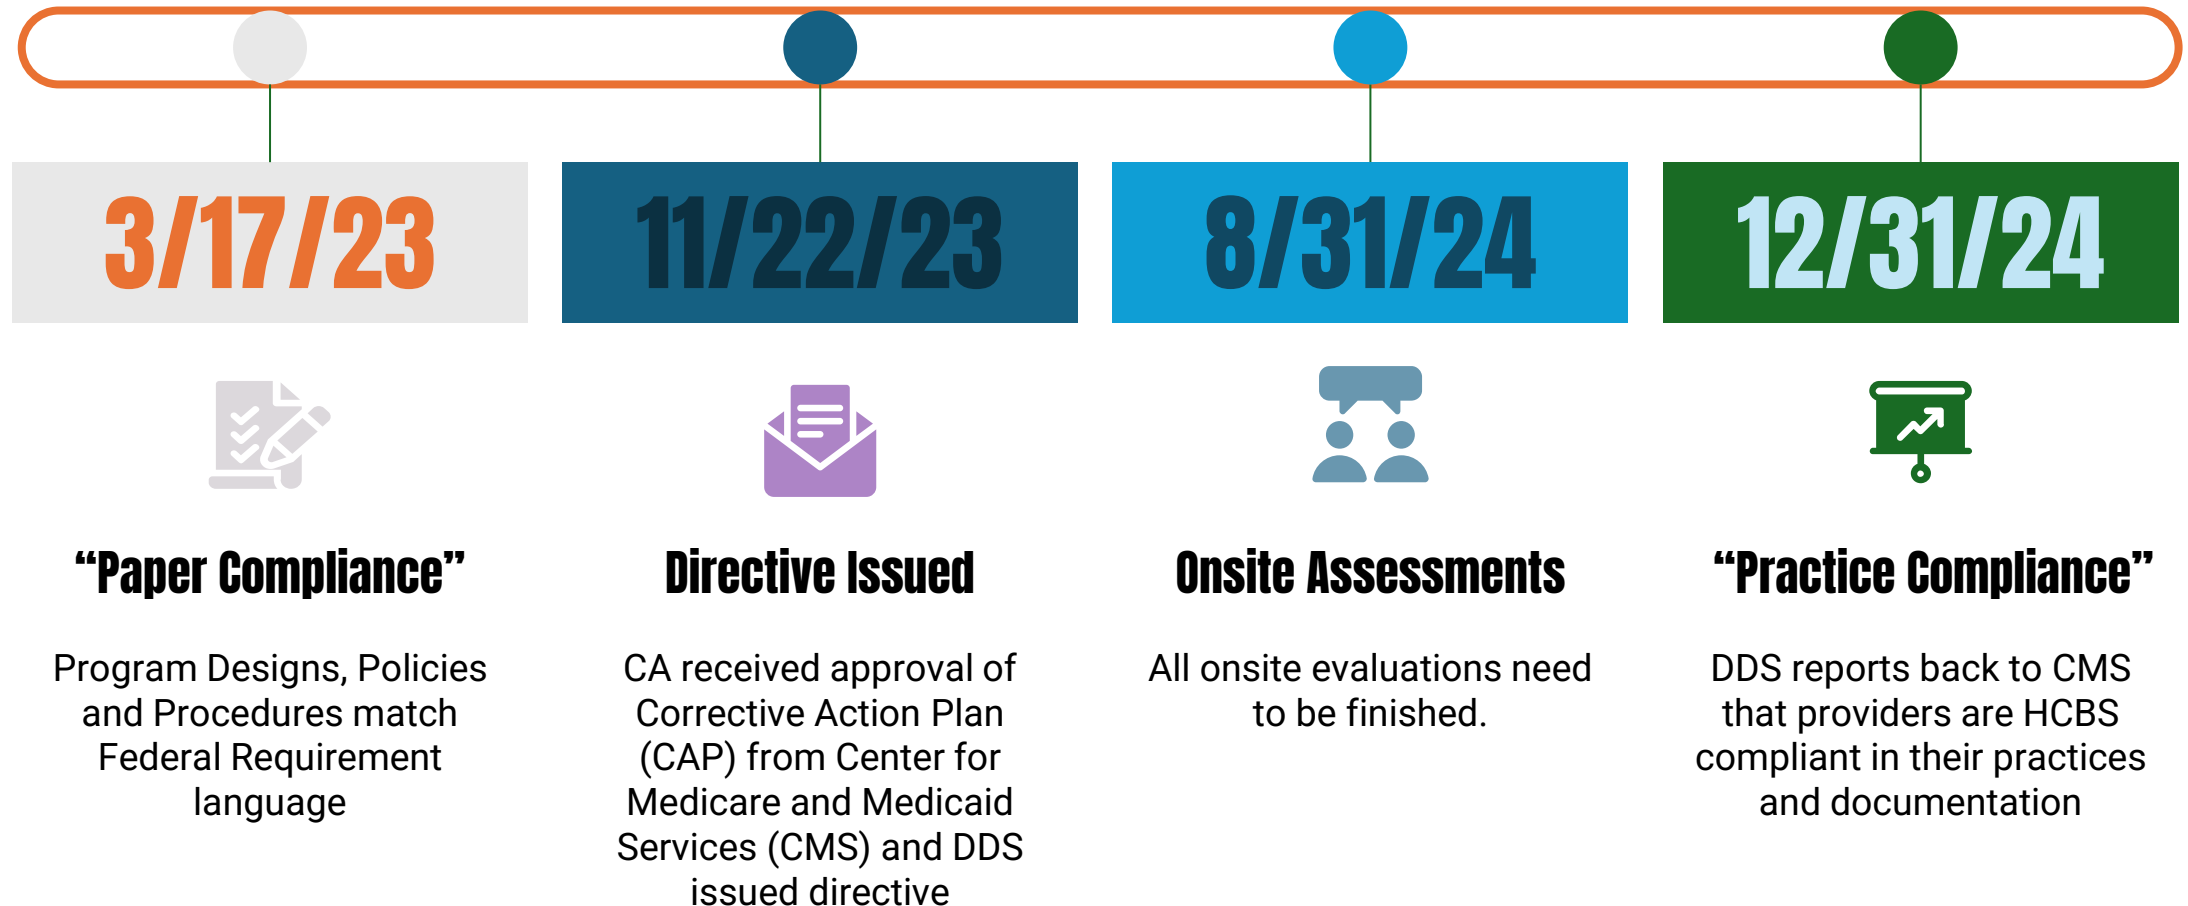 3/17/23
11/22/23
8/31/24
12/31/24
“Paper Compliance”
Program Designs, Policies
and Procedures match
Federal Requirement
language
Directive Issued
CA received approval of
Corrective Action Plan
(CAP) from Center for
Medicare and Medicaid
Services (CMS) and DDS
issued directive
Onsite Assessments
All onsite evaluations need
to be finished.
“Practice Compliance”
DDS reports back to CMS
that providers are HCBS
compliant in their practices
and documentation